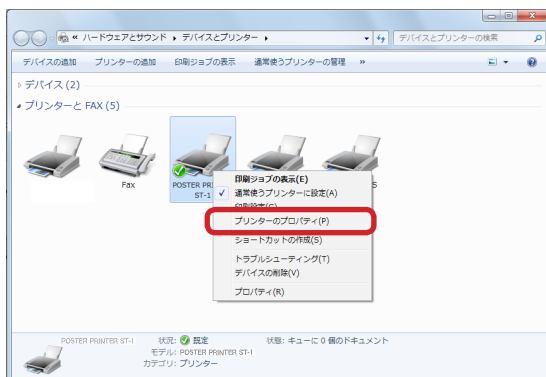 « ハードウェアとサウンド ▸ デバイスとプリンター ▸
デバイスとプリンターの検索
デバイスの追加 プリンターの追加 印刷ジョブの表示 通常使うプリンターの管理 »
デバイス (2)
プリンターと FAX (5)
Fax
POSTER
ST-1
印刷ジョブの表示(E)
✓ 通常使うプリンターに設定(A)
プリンターのプロパティ(P)
ショートカットの作成(S)
トラブルシューティング(T)
デバイスの削除(V)
プロパティ(R)
POSTER PRINTER ST-1 状況: 既定 状態: キューに 0 個のドキュメント
モデル: POSTER PRINTER ST-1
カテゴリ: プリンター